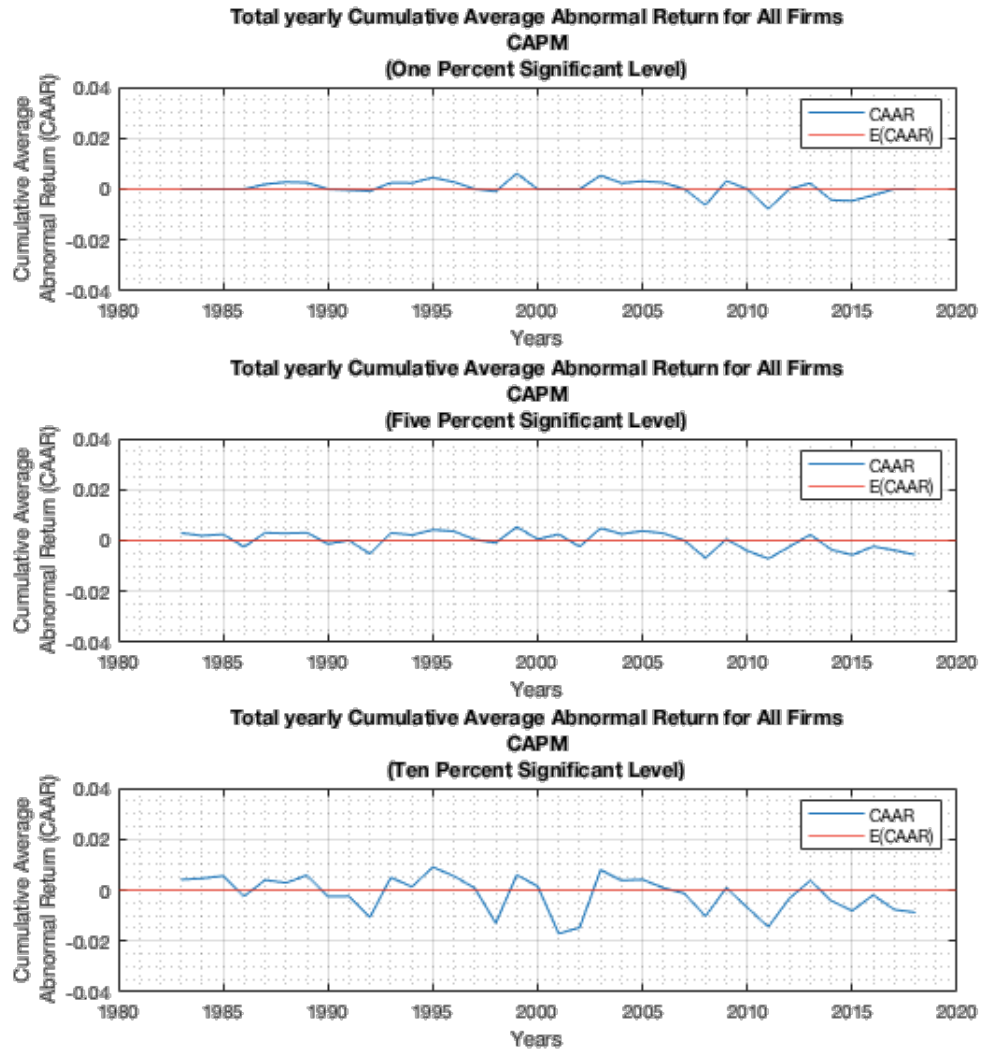 Total yearly Cumulative Average Abnormal Return for All Firms
CAPM
(One Percent Significant Level)
Cumulative Average
Abnormal Return (CAAR)
0.04
0.02
0
-0.02
-0.04
CAAR
E(CAAR)
1980 1985 1990 1995 2000 2005 2010 2015 2020
Years
Total yearly Cumulative Average Abnormal Return for All Firms
CAPM
(Five Percent Significant Level)
Cumulative Average
Abnormal Return (CAAR)
0.04
0.02
0
-0.02
-0.04
CAAR
E(CAAR)
1980 1985 1990 1995 2000 2005 2010 2015 2020
Years
Total yearly Cumulative Average Abnormal Return for All Firms
CAPM
(Ten Percent Significant Level)
Cumulative Average
Abnormal Return (CAAR)
0.04
0.02
0
-0.02
-0.04
CAAR
E(CAAR)
1980 1985 1990 1995 2000 2005 2010 2015 2020
Years